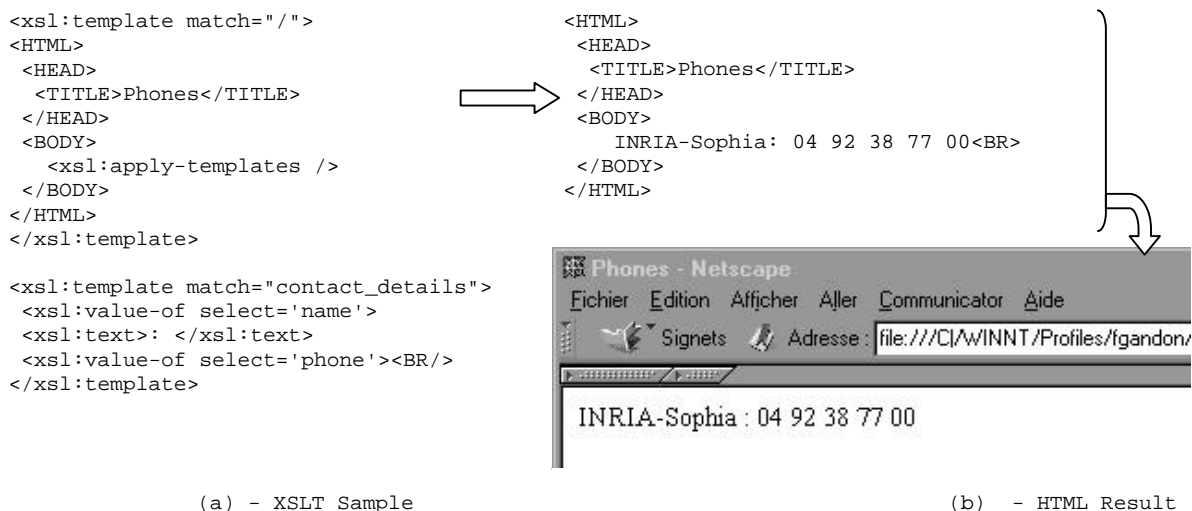 <xsl:template match="/">
<HTML>
<HEAD>
<TITLE>Phones</TITLE>
</HEAD>
<BODY>
<xsl:apply-templates />
</BODY>
</HTML>
</xsl:template>
<xsl:template match="contact_details">
<xsl:value-of select='name'>
<xsl:text>: </xsl:text>
<xsl:value-of select='phone'><BR/>
</xsl:template>
<HTML>
<HEAD>
<TITLE>Phones</TITLE>
</HEAD>
<BODY>
INRIA-Sophia: 04 92 38 77 00<BR>
</BODY>
</HTML>
Phones - Netscape
Fichier Edition Afficher Aller Communicator Aide
Signets Adresse : file:///C|/WINNT/Profiles/fgandon/
INRIA-Sophia : 04 92 38 77 00
(a) - XSLT Sample
(b) - HTML Result